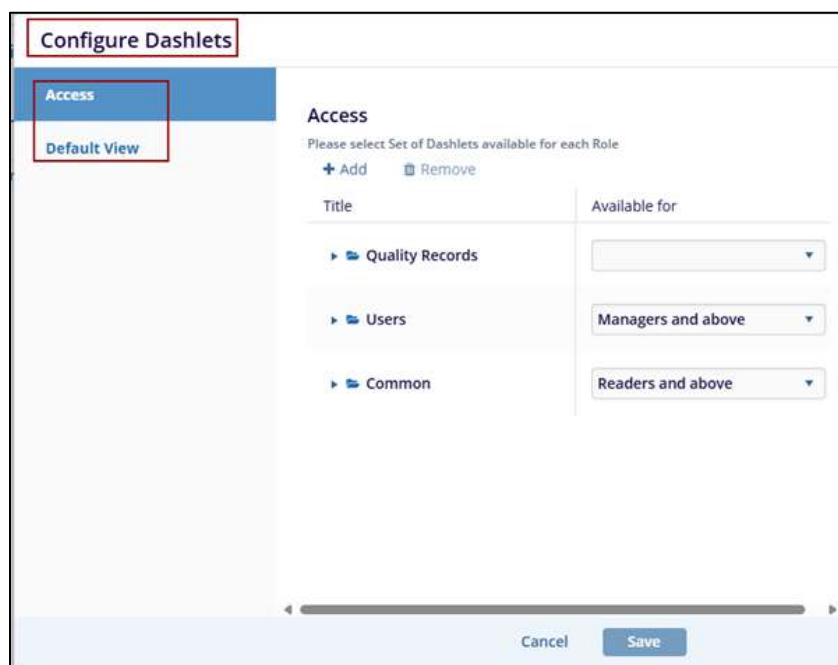 Configure Dashlets
Access
Default View
Access
Please select Set of Dashlets available for each Role
Add Remove
Title Available for
Quality Records
Users Managers and above
Common Readers and above
Cancel Save